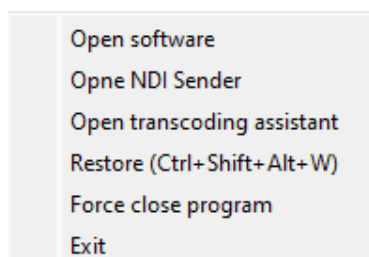 Open software
Opne NDI Sender
Open transcoding assistant
Restore (Ctrl+Shift+Alt+W)
Force close program
Exit